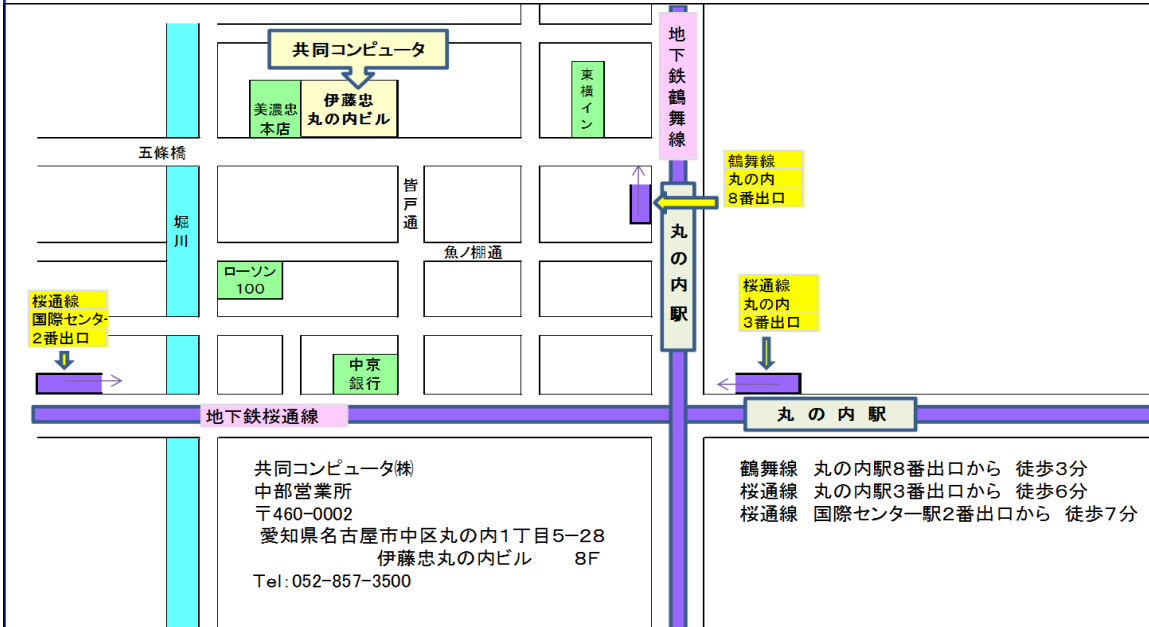 共同コンピュータ
地下鉄鶴舞線
東横イン
美濃忠
本店
伊藤忠
丸の内ビル
五條橋
鶴舞線
丸の内
8番出口
皆戸通
堀川
丸の内駅
魚ノ棚通
ローソン
100
桜通線
国際センター
2番出口
桜通線
丸の内
3番出口
中京
銀行
地下鉄桜通線
丸の内駅
共同コンピュータ㈱
中部営業所
〒460-0002
愛知県名古屋市中区丸の内1丁目5-28
伊藤忠丸の内ビル 8F
Tel:052-857-3500
鶴舞線 丸の内駅8番出口から 徒歩3分
桜通線 丸の内駅3番出口から 徒歩6分
桜通線 国際センター駅2番出口から 徒歩7分